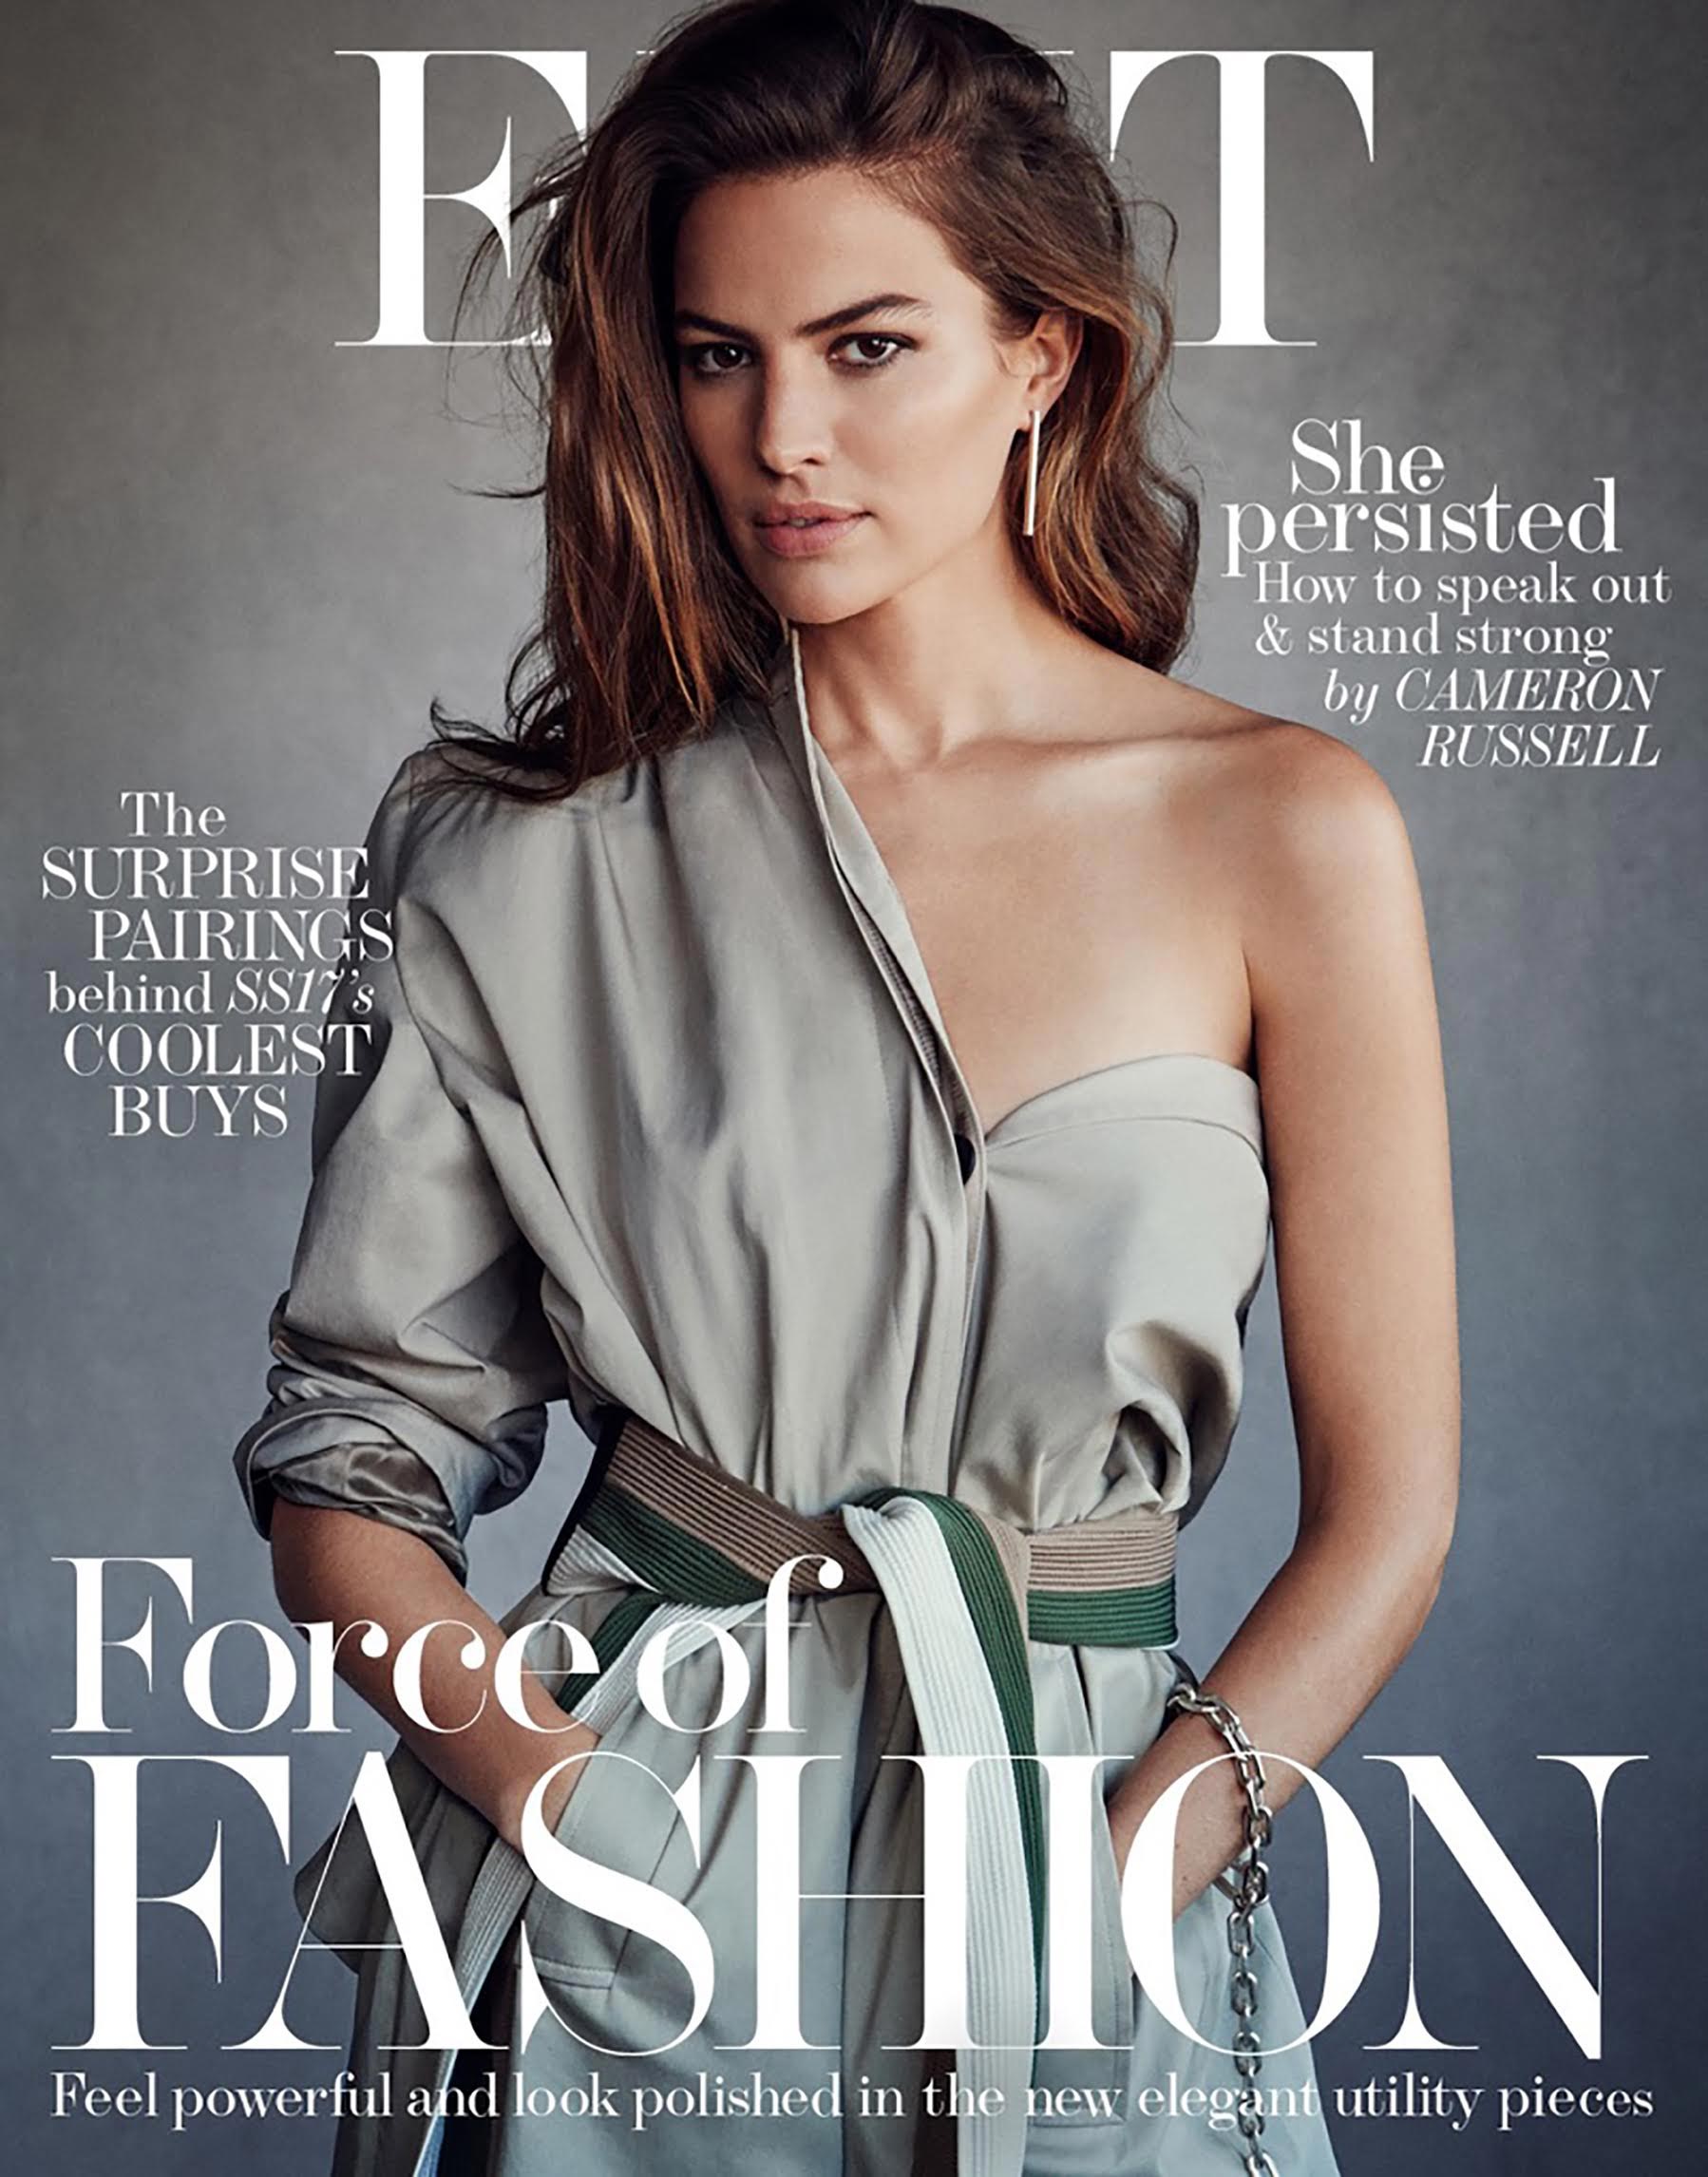 E T
She
persisted
How to speak out
& stand strong
by CAMERON
RUSSELL
The
SURPRISE
PAIRINGS
behind SS17's
COOLEST
BUYS
Force of
FASHION
Feel powerful and look polished in the new elegant utility pieces